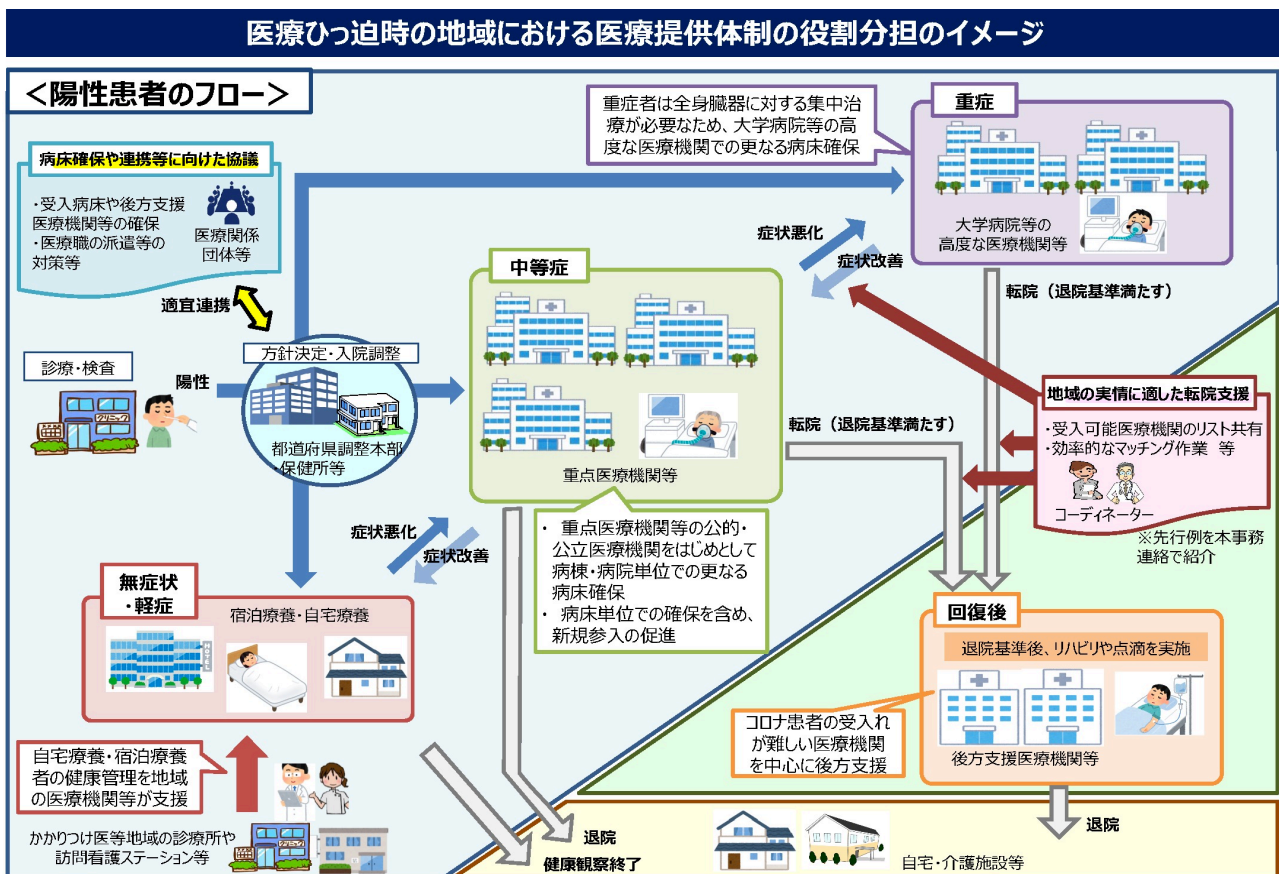 医療ひっ迫時の地域における医療提供体制の役割分担のイメージ
＜陽性患者のフロー＞
病床確保や連携等に向けた協議
・受入病床や後方支援
医療機関等の確保
・医療職の派遣等の
対策等
医療関係
団体等
適宜連携
診療・検査
クリニック
陽性
方針決定・入院調整
都道府県調整本部
・保健所等
重症者は全身臓器に対する集中治
療が必要なため、大学病院等の高
度な医療機関での更なる病床確保
重症
大学病院等の
高度な医療機関等
症状悪化
症状改善
転院（退院基準満たす）
中等症
重点医療機関等
転院（退院基準満たす）
地域の実情に適した転院支援
・受入可能医療機関のリスト共有
・効率的なマッチング作業 等
コーディネーター
※先行例を本事務
連絡で紹介
・ 重点医療機関等の公的・
公立医療機関をはじめとして
病棟・病院単位での更なる
病床確保
・ 病床単位での確保を含め、
新規参入の促進
症状悪化
症状改善
無症状
・軽症
宿泊療養・自宅療養
HOTEL
回復後
退院基準後、リハビリや点滴を実施
後方支援医療機関等
コロナ患者の受入れ
が難しい医療機関
を中心に後方支援
自宅療養・宿泊療養
者の健康管理を地域
の医療機関等が支援
かかりつけ医等地域の診療所や
訪問看護ステーション等
クリニック
退院
健康観察終了
退院
自宅・介護施設等